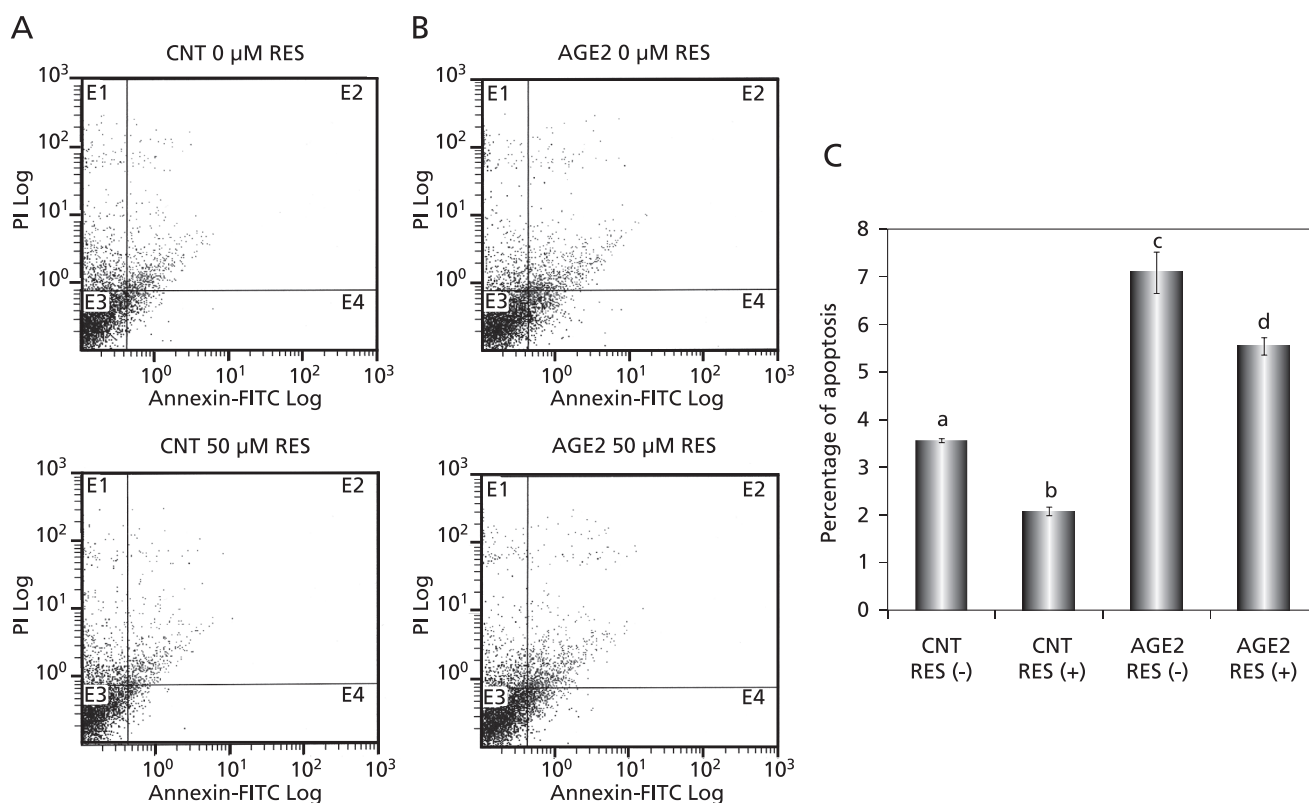 A
CNT 0 µM RES
10³
10²
10¹
10⁰
PI Log
E1
E2
E3
E4
10⁰ 10¹ 10² 10³
Annexin-FITC Log
CNT 50 µM RES
10³
10²
10¹
10⁰
PI Log
E1
E2
E3
E4
10⁰ 10¹ 10² 10³
Annexin-FITC Log
B
AGE2 0 µM RES
10³
10²
10¹
10⁰
PI Log
E1
E2
E3
E4
10⁰ 10¹ 10² 10³
Annexin-FITC Log
AGE2 50 µM RES
10³
10²
10¹
10⁰
PI Log
E1
E2
E3
E4
10⁰ 10¹ 10² 10³
Annexin-FITC Log
C
Percentage of apoptosis
8
7
6
5
4
3
2
1
0
a
b
c
d
CNT
RES (-)
CNT
RES (+)
AGE2
RES (-)
AGE2
RES (+)